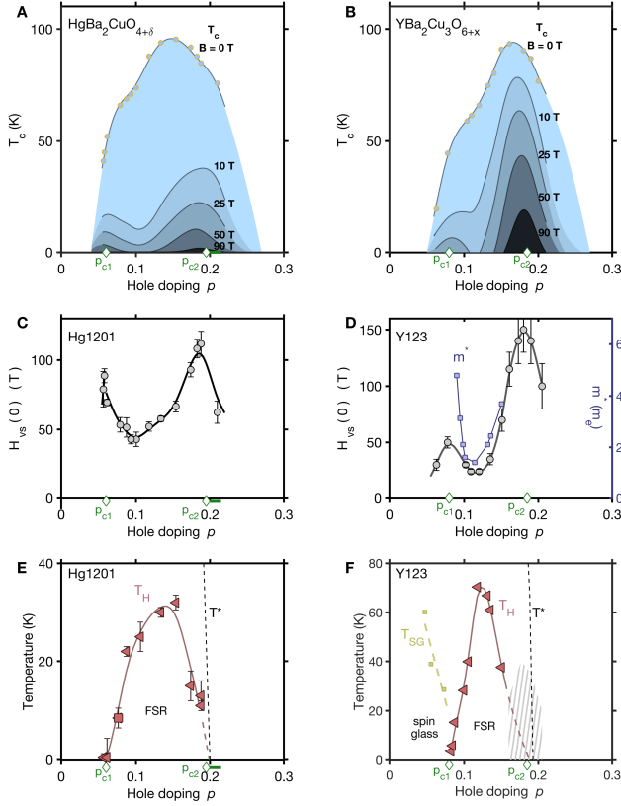 A
HgBa2CuO4+δ
Tc
B = 0 T
100
50
0
Tc (K)
10 T
25 T
50 T
90 T
pc1
pc2
0
0.1
0.2
0.3
Hole doping p
B
YBa2Cu3O6+x
Tc
B = 0 T
100
50
0
Tc (K)
10 T
25 T
50 T
90 T
pc1
pc2
0
0.1
0.2
0.3
Hole doping p
C
Hg1201
100
50
0
Hvs(0) (T)
pc1
pc2
0
0.1
0.2
0.3
Hole doping p
D
Y123
m*
150
100
50
0
Hvs(0) (T)
6
4
2
0
m* (me)
pc1
pc2
0
0.1
0.2
0.3
Hole doping p
E
Hg1201
40
20
0
Temperature (K)
TH
T*
FSR
pc1
pc2
0
0.1
0.2
0.3
Hole doping p
F
Y123
80
60
40
20
0
Temperature (K)
TSG
TH
T*
spin
glass
FSR
pc1
pc2
0
0.1
0.2
0.3
Hole doping p